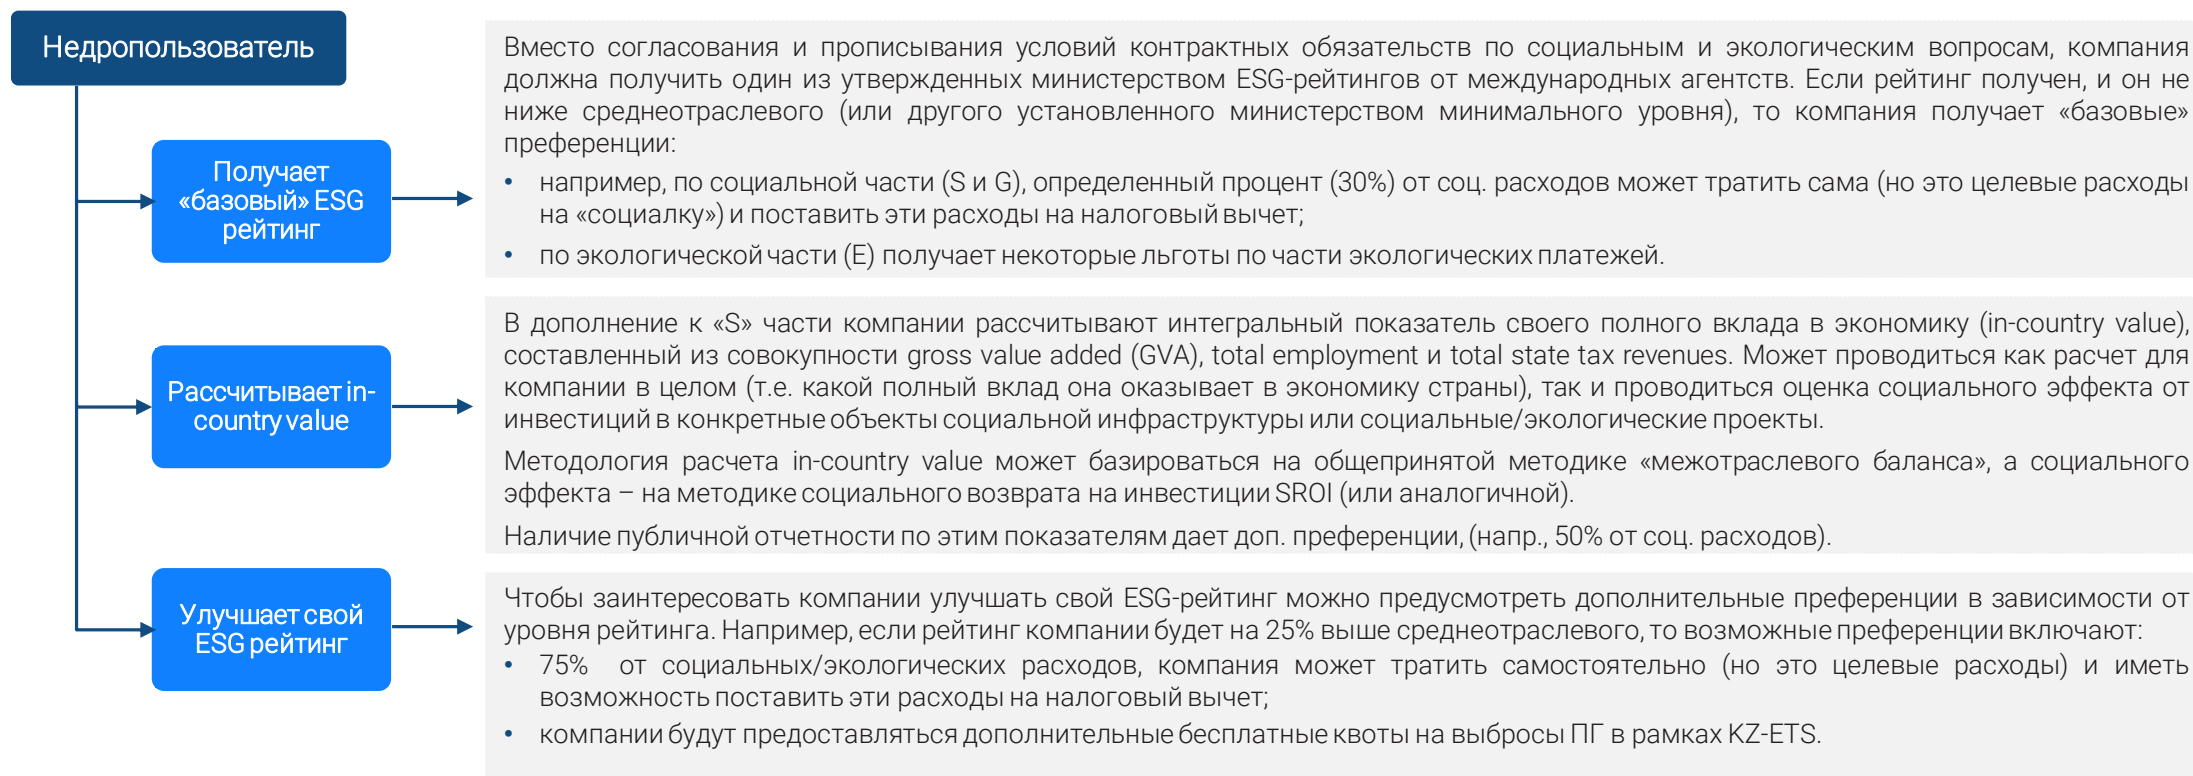 Недропользователь
Получает
«базовый» ESG
рейтинг
Вместо согласования и прописывания условий контрактных обязательств по социальным и экологическим вопросам, компания
должна получить один из утвержденных министерством ESG-рейтингов от международных агентств. Если рейтинг получен, и он не
ниже среднеотраслевого (или другого установленного министерством минимального уровня), то компания получает «базовые»
преференции:
• например, по социальной части (S и G), определенный процент (30%) от соц. расходов может тратить сама (но это целевые расходы
на «социалку») и поставить эти расходы на налоговый вычет;
• по экологической части (E) получает некоторые льготы по части экологических платежей.
Рассчитывает in-
country value
В дополнение к «S» части компании рассчитывают интегральный показатель своего полного вклада в экономику (in-country value),
составленный из совокупности gross value added (GVA), total employment и total state tax revenues. Может проводиться как расчет для
компании в целом (т.е. какой полный вклад она оказывает в экономику страны), так и проводиться оценка социального эффекта от
инвестиций в конкретные объекты социальной инфраструктуры или социальные/экологические проекты.
Методология расчета in-country value может базироваться на общепринятой методике «межотраслевого баланса», а социального
эффекта – на методике социального возврата на инвестиции SROI (или аналогичной).
Наличие публичной отчетности по этим показателям дает доп. преференции, (напр., 50% от соц. расходов).
Улучшает свой
ESG рейтинг
Чтобы заинтересовать компании улучшать свой ESG-рейтинг можно предусмотреть дополнительные преференции в зависимости от
уровня рейтинга. Например, если рейтинг компании будет на 25% выше среднеотраслевого, то возможные преференции включают:
• 75% от социальных/экологических расходов, компания может тратить самостоятельно (но это целевые расходы) и иметь
возможность поставить эти расходы на налоговый вычет;
• компании будут предоставляться дополнительные бесплатные квоты на выбросы ПГ в рамках KZ-ETS.